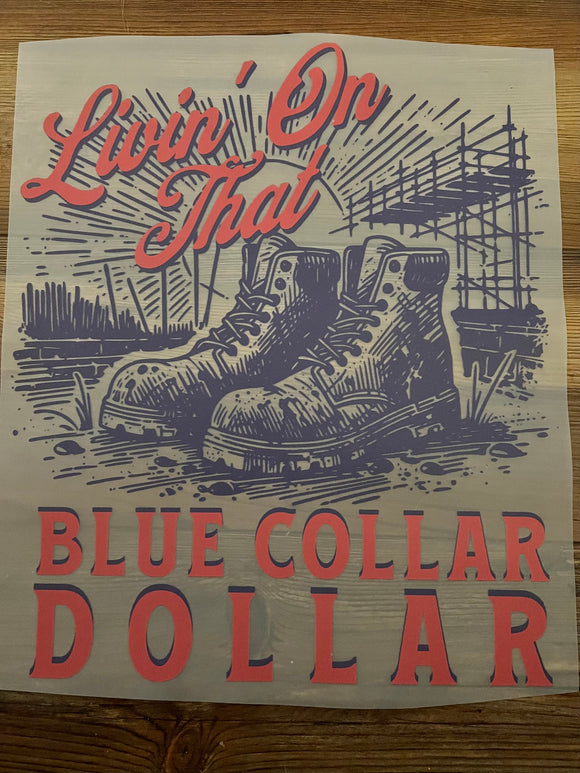 Livin' On
That
BLUE COLLAR
DOLLAR